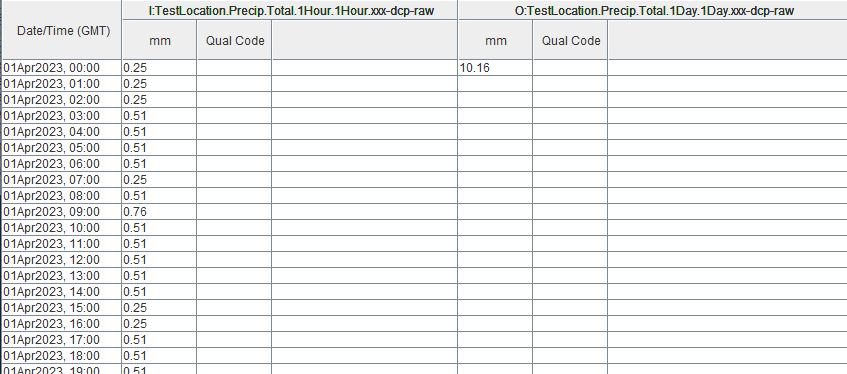 I:TestLocation.Precip.Total.1Hour.1Hour.xxx-dcp-raw O:TestLocation.Precip.Total.1Day.1Day.xxx-dcp-raw
Date/Time (GMT) mm Qual Code mm Qual Code
01Apr2023, 00:00 0.25 10.16
01Apr2023, 01:00 0.25
01Apr2023, 02:00 0.25
01Apr2023, 03:00 0.51
01Apr2023, 04:00 0.51
01Apr2023, 05:00 0.51
01Apr2023, 06:00 0.51
01Apr2023, 07:00 0.25
01Apr2023, 08:00 0.51
01Apr2023, 09:00 0.76
01Apr2023, 10:00 0.51
01Apr2023, 11:00 0.51
01Apr2023, 12:00 0.51
01Apr2023, 13:00 0.51
01Apr2023, 14:00 0.51
01Apr2023, 15:00 0.25
01Apr2023, 16:00 0.25
01Apr2023, 17:00 0.51
01Apr2023, 18:00 0.51
01Apr2023, 19:00 0.51